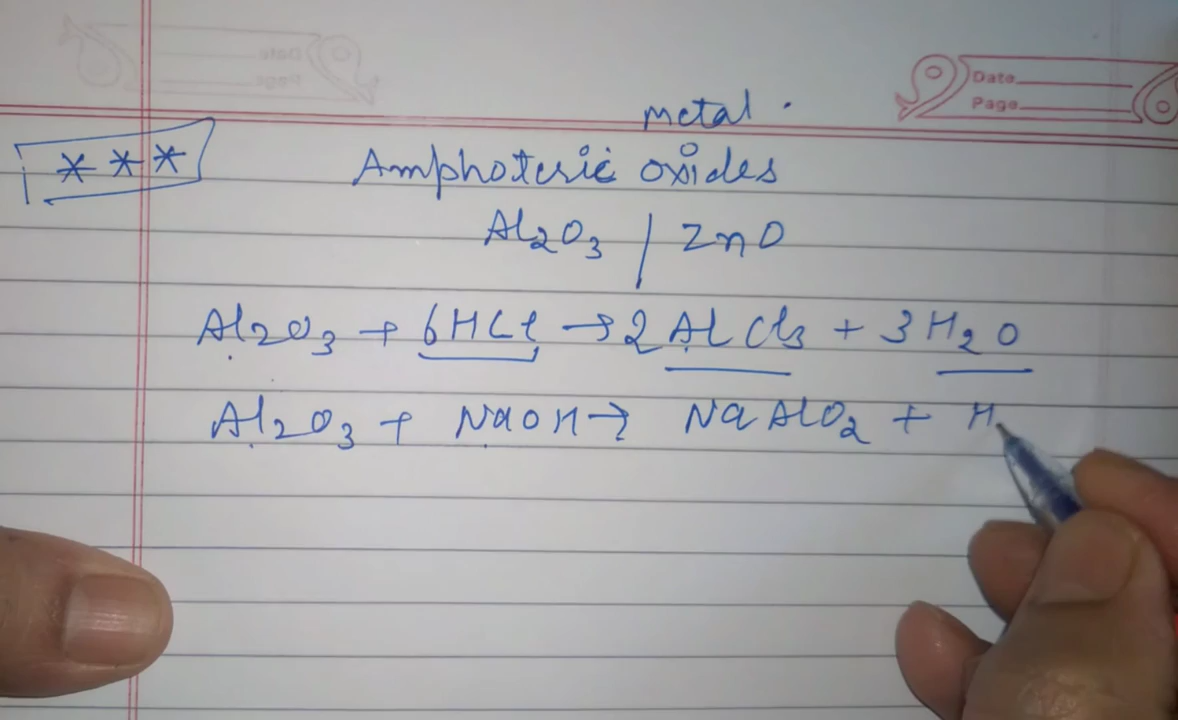 Date
Page
metal
*** Amphoteric oxides
Al2O3 / ZnO
Al2O3 + 6HCl → 2AlCl3 + 3H2O
Al2O3 + NaOH → NaAlO2 + H